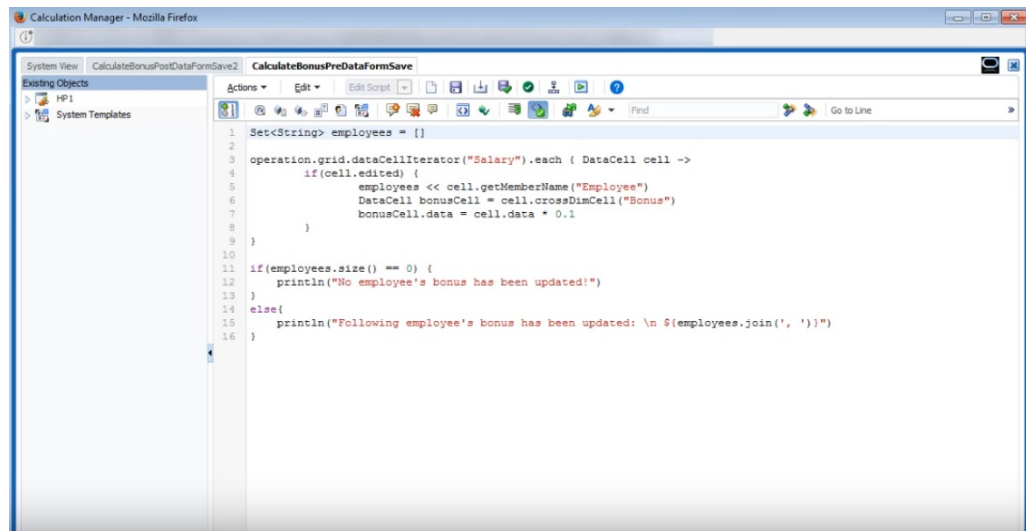 Calculation Manager - Mozilla Firefox
System View CalculateBonusPostDataFormSave2 CalculateBonusPreDataFormSave
Existing Objects
HP1
System Templates
Actions Edit Edit Script
Find Go to Line »
1 Set<String> employees = []
2
3 operation.grid.dataCellIterator("Salary").each { DataCell cell ->
4 if(cell.edited) {
5 employees << cell.getMemberName("Employee")
6 DataCell bonusCell = cell.crossDimCell("Bonus")
7 bonusCell.data = cell.data * 0.1
8 }
9 }
10
11 if(employees.size() == 0) {
12 println("No employee's bonus has been updated!")
13 }
14 else{
15 println("Following employee's bonus has been updated: \n ${employees.join(', ')}")
16 }